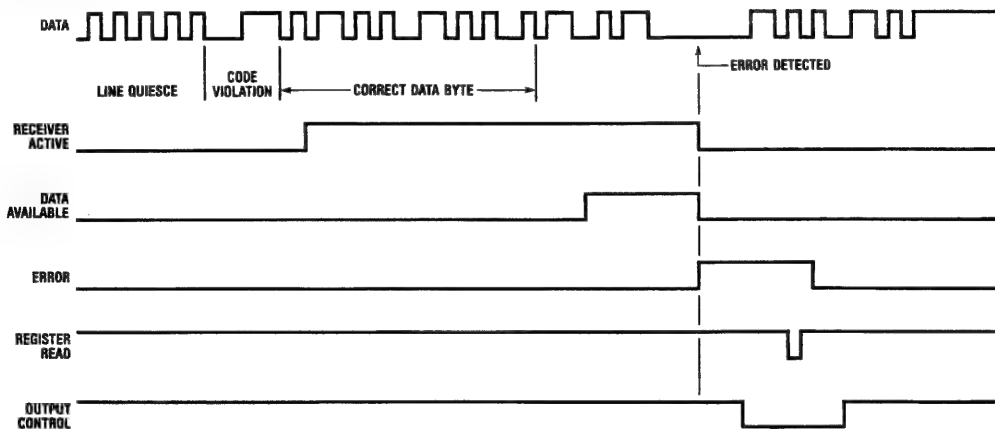 DATA
ERROR DETECTED
LINE QUIESCE
CODE
VIOLATION
CORRECT DATA BYTE
RECEIVER
ACTIVE
DATA
AVAILABLE
ERROR
REGISTER
READ
OUTPUT
CONTROL